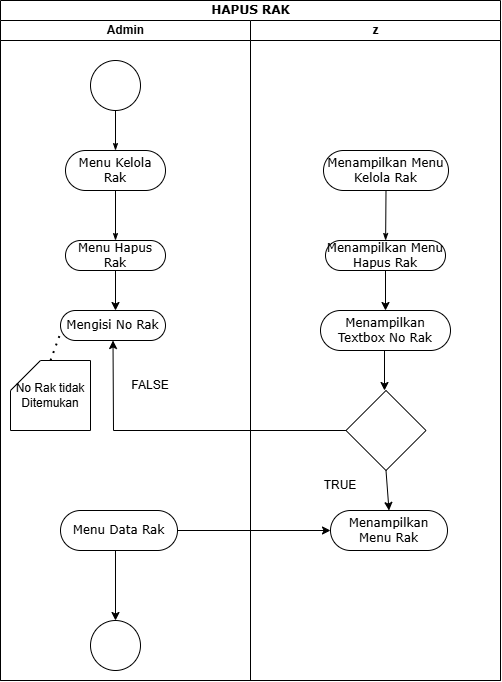 HAPUS RAK
Admin
z
Menu Kelola
Rak
Menampilkan Menu
Kelola Rak
Menu Hapus
Rak
Menampilkan Menu
Hapus Rak
Mengisi No Rak
Menampilkan
Textbox No Rak
No Rak tidak
Ditemukan
FALSE
TRUE
Menu Data Rak
Menampilkan
Menu Rak